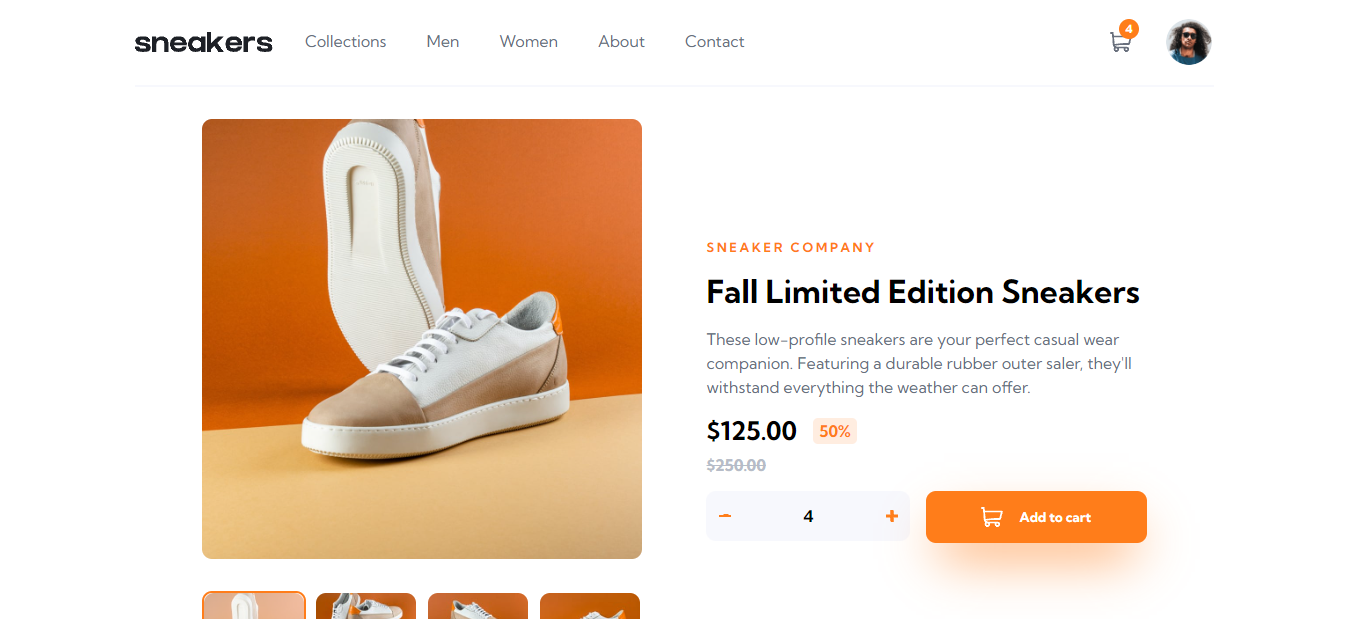 sneakers Collections Men Women About Contact 4
SNEAKER COMPANY
Fall Limited Edition Sneakers
These low-profile sneakers are your perfect casual wear
companion. Featuring a durable rubber outer saler, they'll
withstand everything the weather can offer.
$125.00 50%
$250.00
4 Add to cart